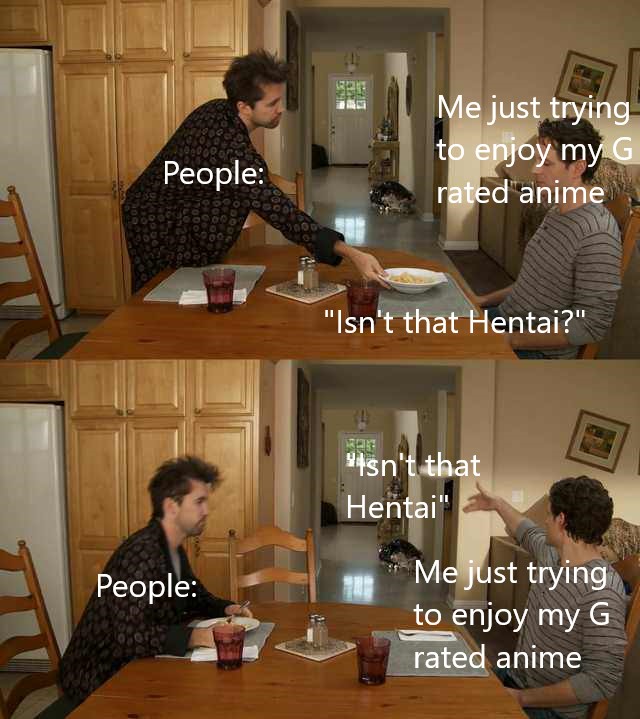 Me just trying
to enjoy my G
rated anime
People:
"Isn't that Hentai?"
"Isn't that
Hentai"
People:
Me just trying
to enjoy my G
rated anime